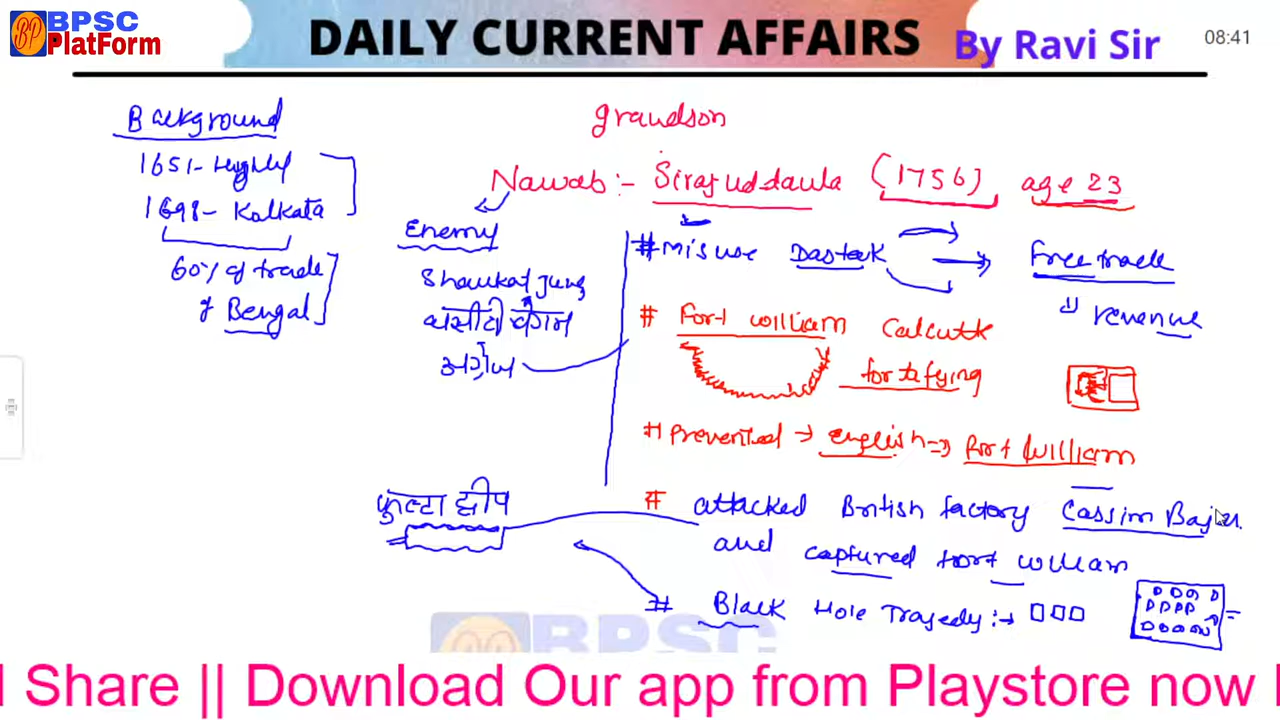 BPSC
PlatForm
DAILY CURRENT AFFAIRS By Ravi Sir
08:41
Background
1651- Hughly
1698- Kolkata
60% of trade
of Bengal
grandson
Nawab:- Sirajuddaula (1756) age 23
Enemy
Shaukat Jung
घसीटी बेगम
अंग्रेज
# misuse Dastak → Free trade
↓ revenue
# Fort william Calcutta
fortifying
# Prevented → english → Fort William
फुल्टा द्वीप
# attacked British factory Cassim Bajar
and captured Fort william
# Black Hole Tragedy :→
BPSC
Share || Download Our app from Playstore now